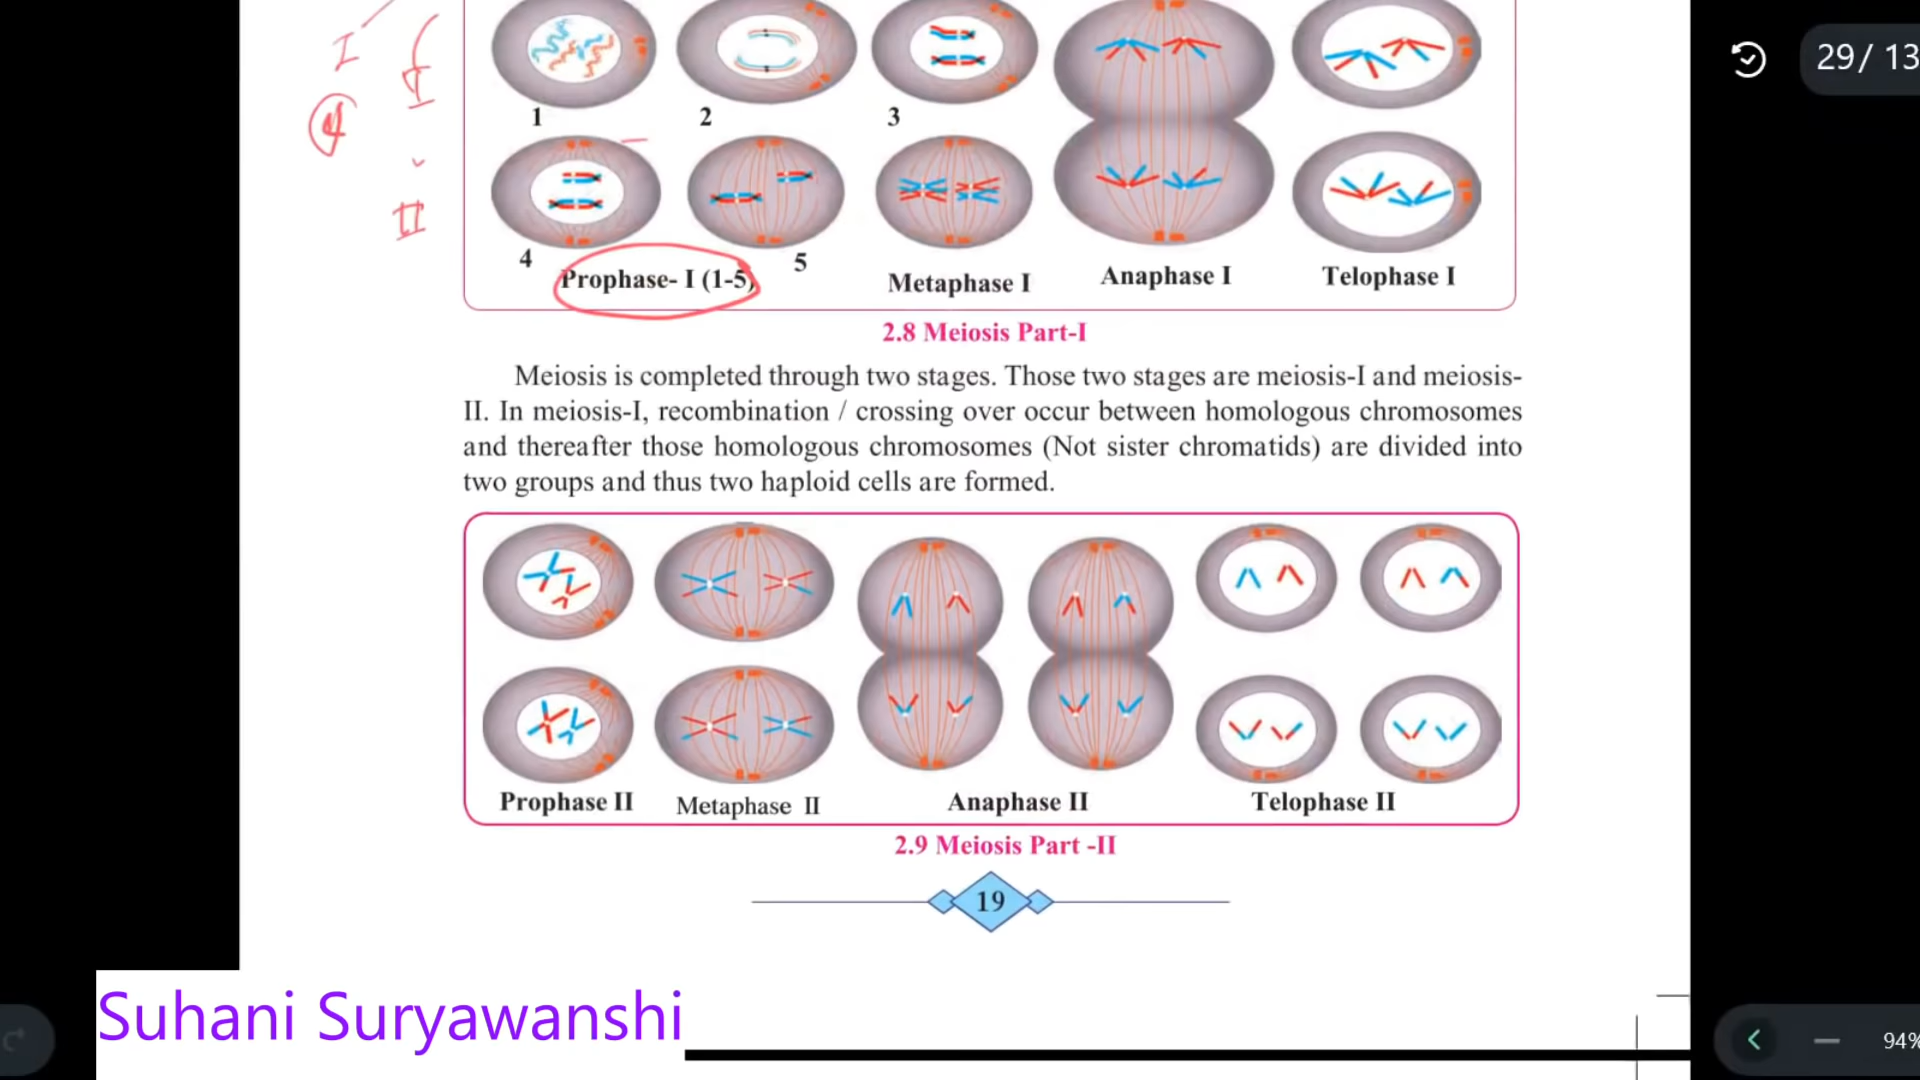 I
I
4
II
29/ 13
1
2
3
4
5
Prophase- I (1-5)
Metaphase I
Anaphase I
Telophase I
2.8 Meiosis Part-I
Meiosis is completed through two stages. Those two stages are meiosis-I and meiosis-
II. In meiosis-I, recombination / crossing over occur between homologous chromosomes
and thereafter those homologous chromosomes (Not sister chromatids) are divided into
two groups and thus two haploid cells are formed.
Prophase II
Metaphase II
Anaphase II
Telophase II
2.9 Meiosis Part -II
19
Suhani Suryawanshi
94%